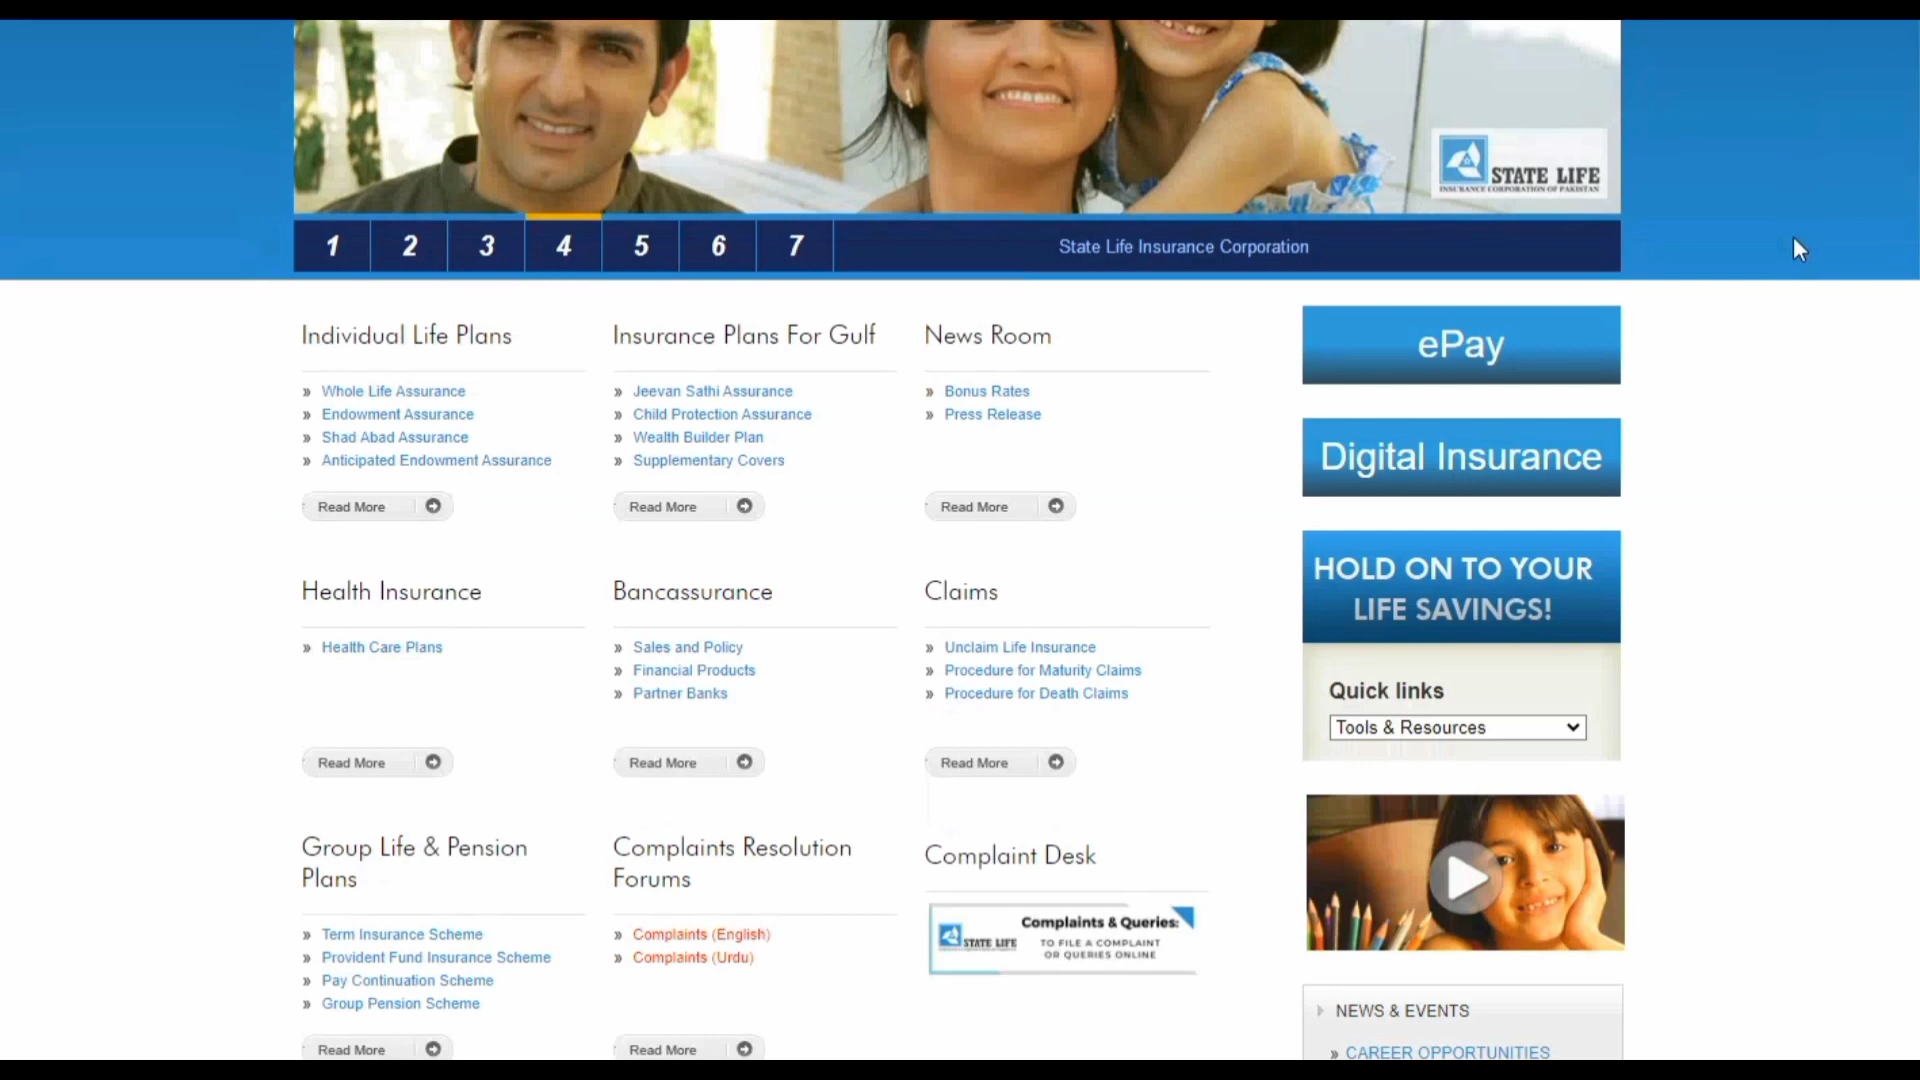 STATE LIFE
INSURANCE CORPORATION OF PAKISTAN
1 2 3 4 5 6 7 State Life Insurance Corporation
Individual Life Plans
» Whole Life Assurance
» Endowment Assurance
» Shad Abad Assurance
» Anticipated Endowment Assurance
Read More
Insurance Plans For Gulf
» Jeevan Sathi Assurance
» Child Protection Assurance
» Wealth Builder Plan
» Supplementary Covers
Read More
News Room
» Bonus Rates
» Press Release
Read More
ePay
Digital Insurance
HOLD ON TO YOUR
LIFE SAVINGS!
Quick links
Tools & Resources
Health Insurance
» Health Care Plans
Read More
Bancassurance
» Sales and Policy
» Financial Products
» Partner Banks
Read More
Claims
» Unclaim Life Insurance
» Procedure for Maturity Claims
» Procedure for Death Claims
Read More
Group Life & Pension
Plans
» Term Insurance Scheme
» Provident Fund Insurance Scheme
» Pay Continuation Scheme
» Group Pension Scheme
Read More
Complaints Resolution
Forums
» Complaints (English)
» Complaints (Urdu)
Read More
Complaint Desk
STATE LIFE
Complaints & Queries:
TO FILE A COMPLAINT
OR QUERIES ONLINE
NEWS & EVENTS
» CAREER OPPORTUNITIES